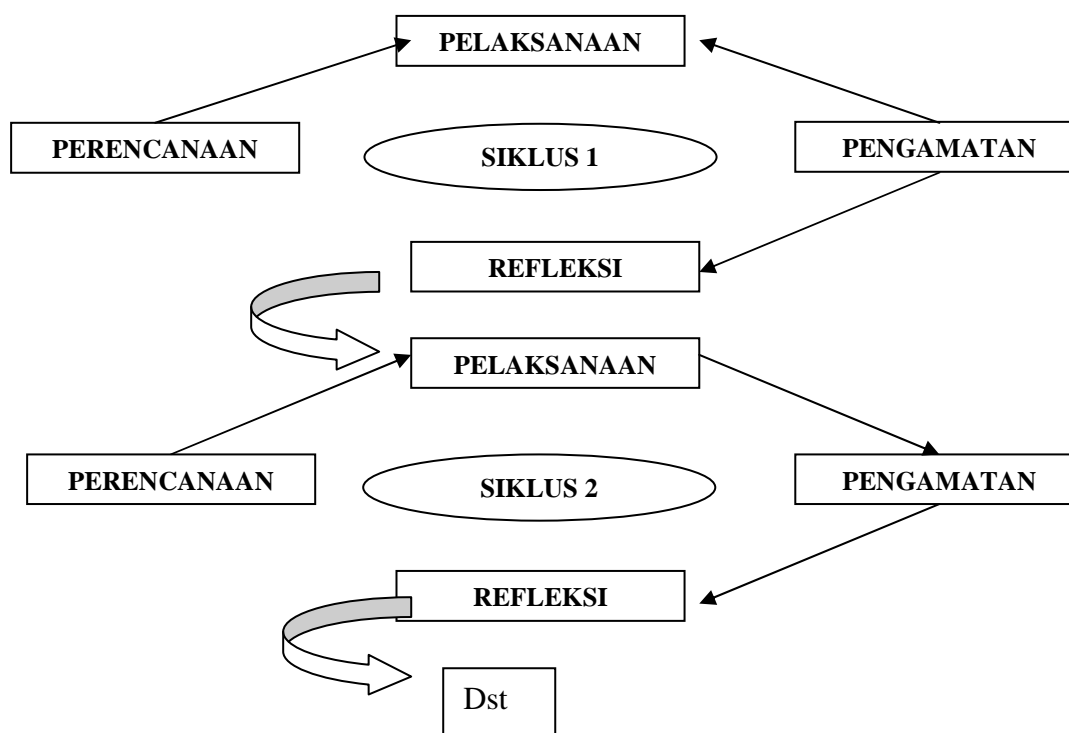 PELAKSANAAN
PERENCANAAN
SIKLUS 1
PENGAMATAN
REFLEKSI
PELAKSANAAN
PERENCANAAN
SIKLUS 2
PENGAMATAN
REFLEKSI
Dst